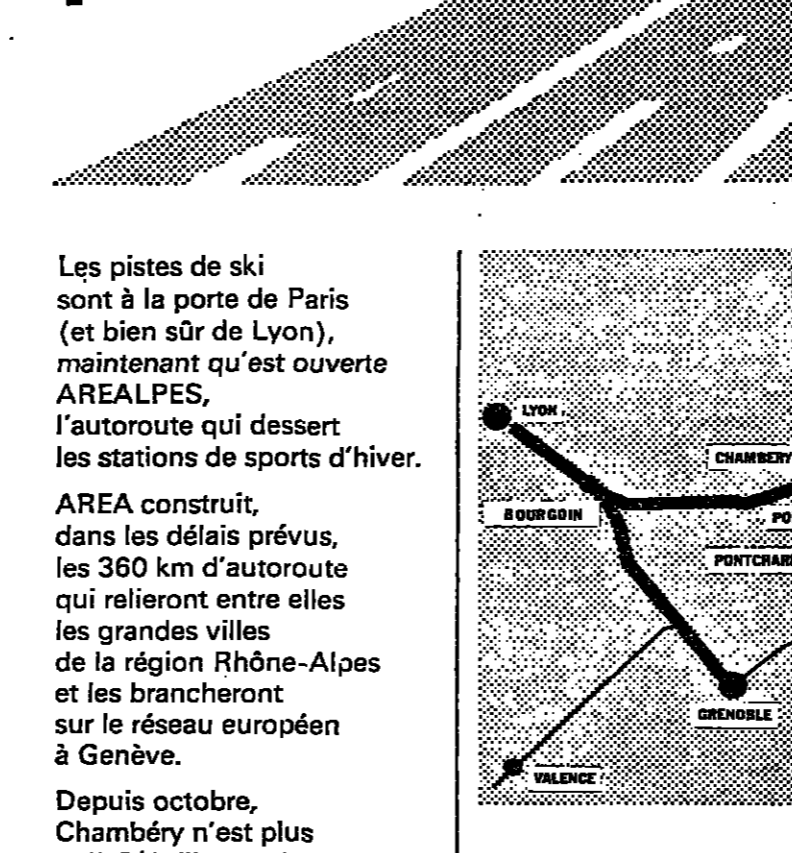 Les pistes de ski
sont à la porte de Paris
(et bien sûr de Lyon),
maintenant qu'est ouverte
AREALPES,
l'autoroute qui dessert
les stations de sports d'hiver.
AREA construit,
dans les délais prévus,
les 360 km d'autoroute
qui relieront entre elles
les grandes villes
de la région Rhône-Alpes
et les brancheront
sur le réseau européen
à Genève.
Depuis octobre,
Chambéry n'est plus
LYON
CHAMBERY
BOURGOIN
PO
PONTCHAR
GRENOBLE
VALENCE